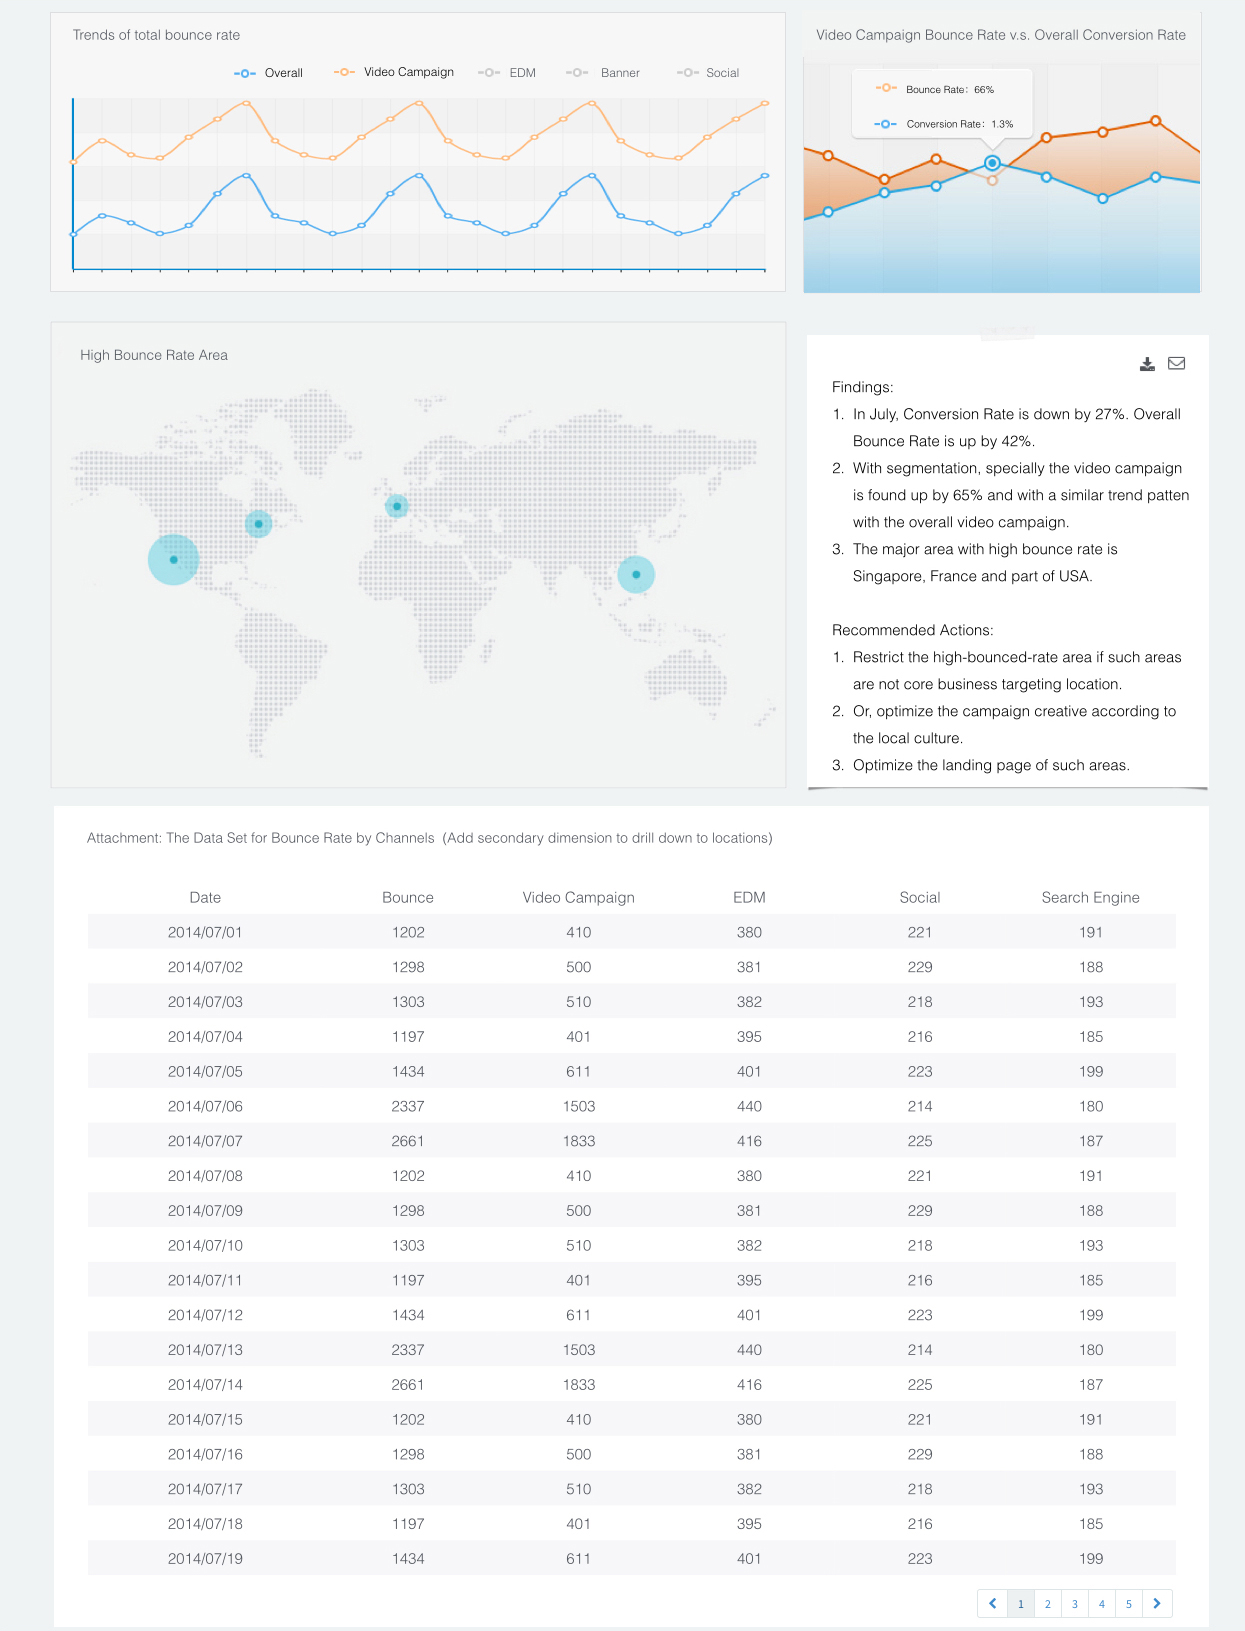 Trends of total bounce rate
Overall Video Campaign EDM Banner Social
Video Campaign Bounce Rate v.s. Overall Conversion Rate
Bounce Rate: 66%
Conversion Rate: 1.3%
High Bounce Rate Area
Findings:
1. In July, Conversion Rate is down by 27%. Overall
Bounce Rate is up by 42%.
2. With segmentation, specially the video campaign
is found up by 65% and with a similar trend patten
with the overall video campaign.
3. The major area with high bounce rate is
Singapore, France and part of USA.
Recommended Actions:
1. Restrict the high-bounced-rate area if such areas
are not core business targeting location.
2. Or, optimize the campaign creative according to
the local culture.
3. Optimize the landing page of such areas.
Attachment: The Data Set for Bounce Rate by Channels (Add secondary dimension to drill down to locations)
Date Bounce Video Campaign EDM Social Search Engine
2014/07/01 1202 410 380 221 191
2014/07/02 1298 500 381 229 188
2014/07/03 1303 510 382 218 193
2014/07/04 1197 401 395 216 185
2014/07/05 1434 611 401 223 199
2014/07/06 2337 1503 440 214 180
2014/07/07 2661 1833 416 225 187
2014/07/08 1202 410 380 221 191
2014/07/09 1298 500 381 229 188
2014/07/10 1303 510 382 218 193
2014/07/11 1197 401 395 216 185
2014/07/12 1434 611 401 223 199
2014/07/13 2337 1503 440 214 180
2014/07/14 2661 1833 416 225 187
2014/07/15 1202 410 380 221 191
2014/07/16 1298 500 381 229 188
2014/07/17 1303 510 382 218 193
2014/07/18 1197 401 395 216 185
2014/07/19 1434 611 401 223 199
1 2 3 4 5